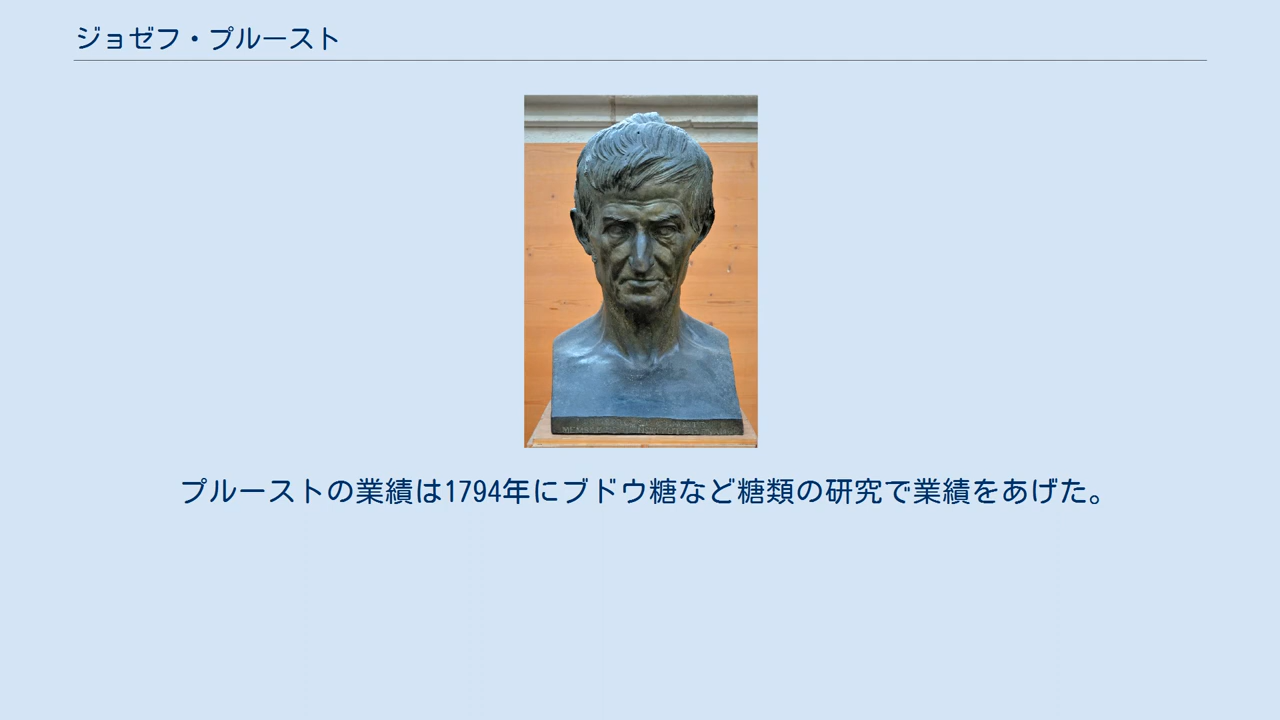 ジョゼフ・プルースト
プルーストの業績は1794年にブドウ糖など糖類の研究で業績をあげた。